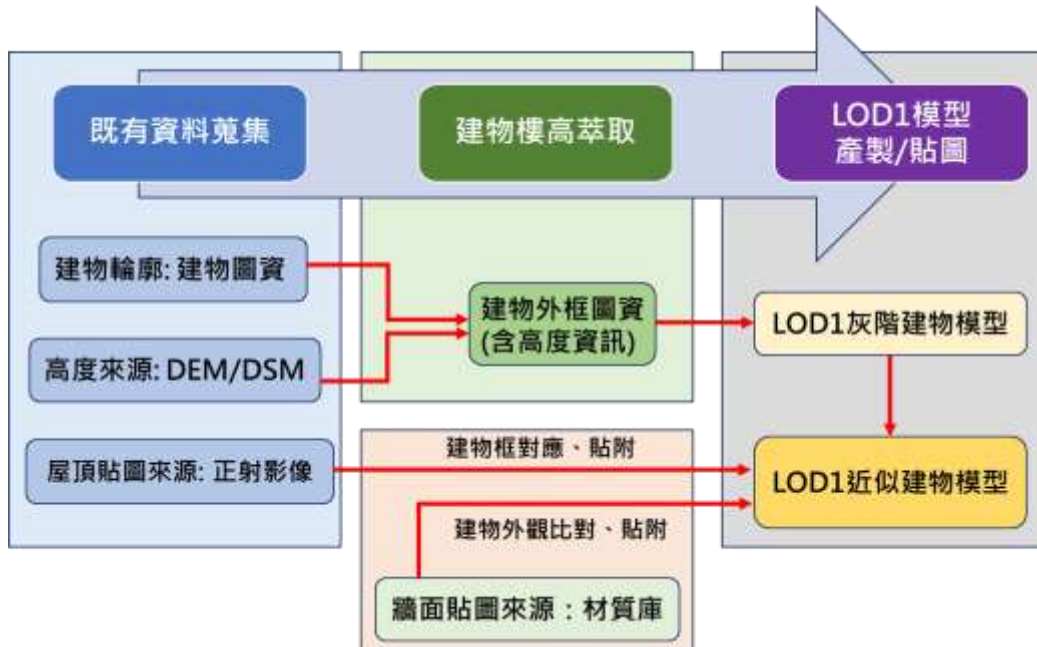 既有資料蒐集
建物樓高萃取
LOD1模型
產製/貼圖
建物輪廓: 建物圖資
高度來源: DEM/DSM
屋頂貼圖來源: 正射影像
建物外框圖資
(含高度資訊)
LOD1灰階建物模型
建物框對應、貼附
LOD1近似建物模型
建物外觀比對、貼附
牆面貼圖來源：材質庫